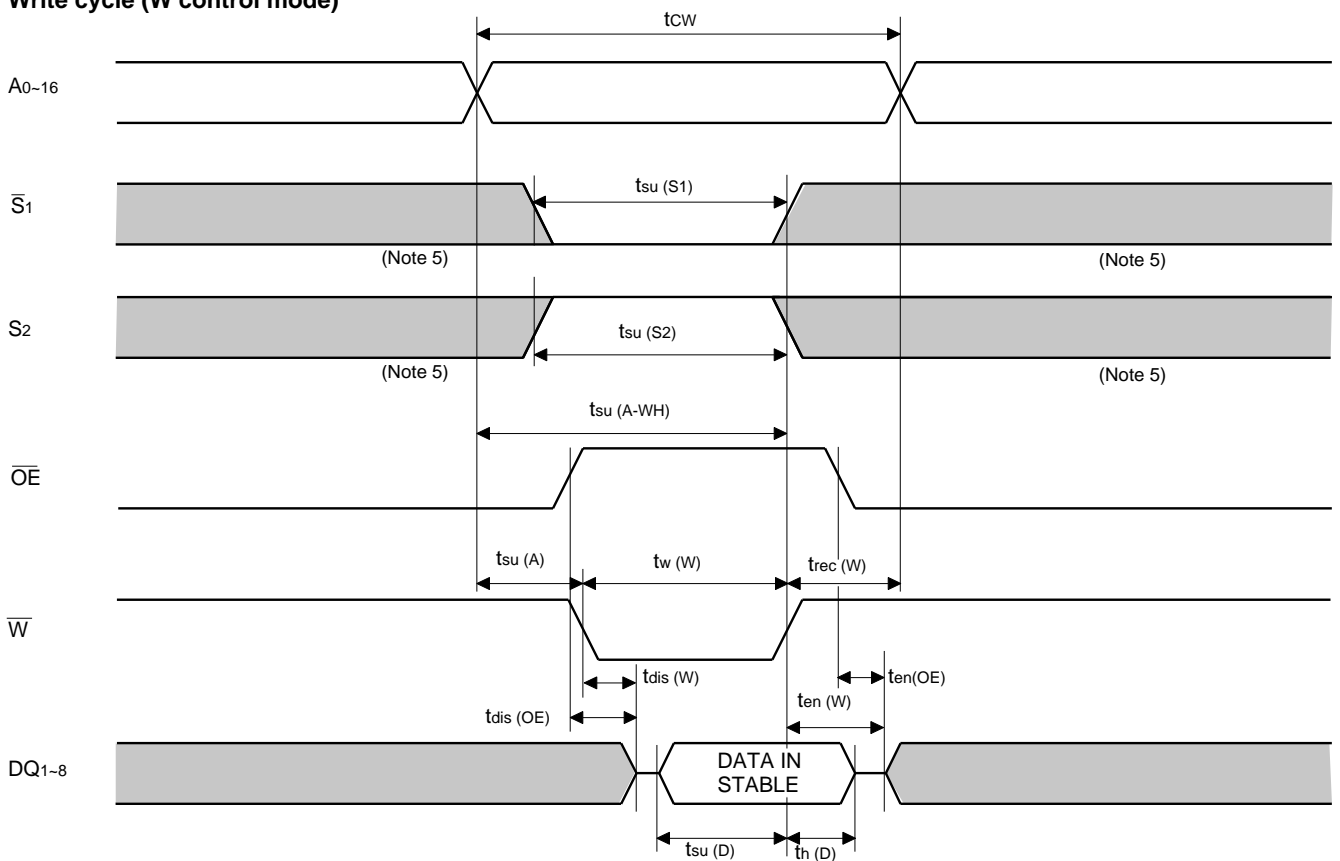 Write cycle (W control mode)
tCW
A0~16
S1
tsu (S1)
(Note 5)
(Note 5)
S2
tsu (S2)
(Note 5)
(Note 5)
tsu (A-WH)
OE
tsu (A)
tw (W)
trec (W)
W
tdis (W)
ten(OE)
tdis (OE)
ten (W)
DQ1~8
DATA IN
STABLE
tsu (D)
th (D)